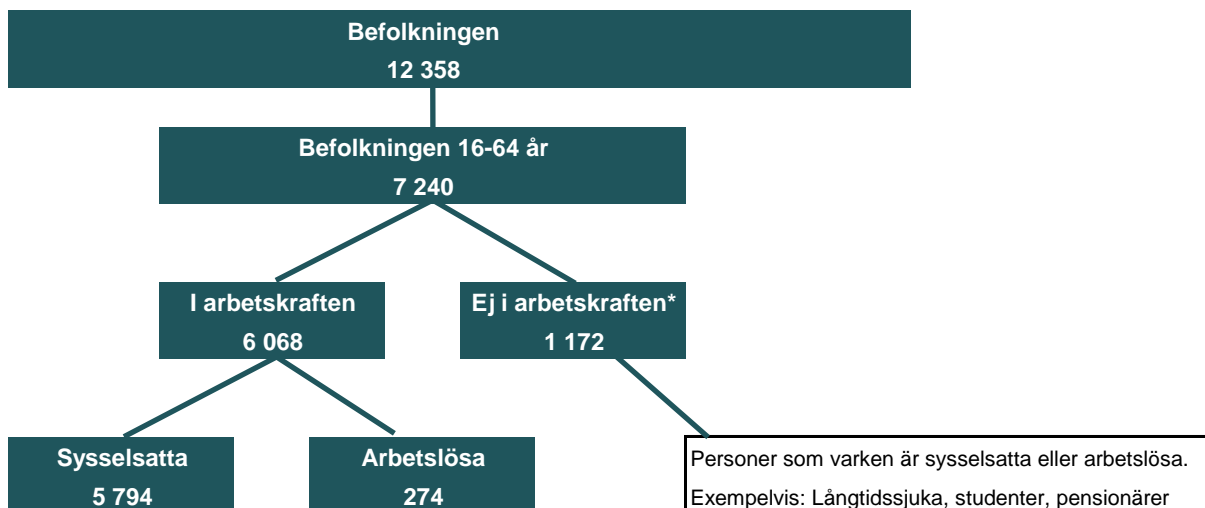 Befolkningen
12 358
Befolkningen 16-64 år
7 240
I arbetskraften
6 068
Ej i arbetskraften*
1 172
Sysselsatta
5 794
Arbetslösa
274
Personer som varken är sysselsatta eller arbetslösa.
Exempelvis: Långtidssjuka, studenter, pensionärer